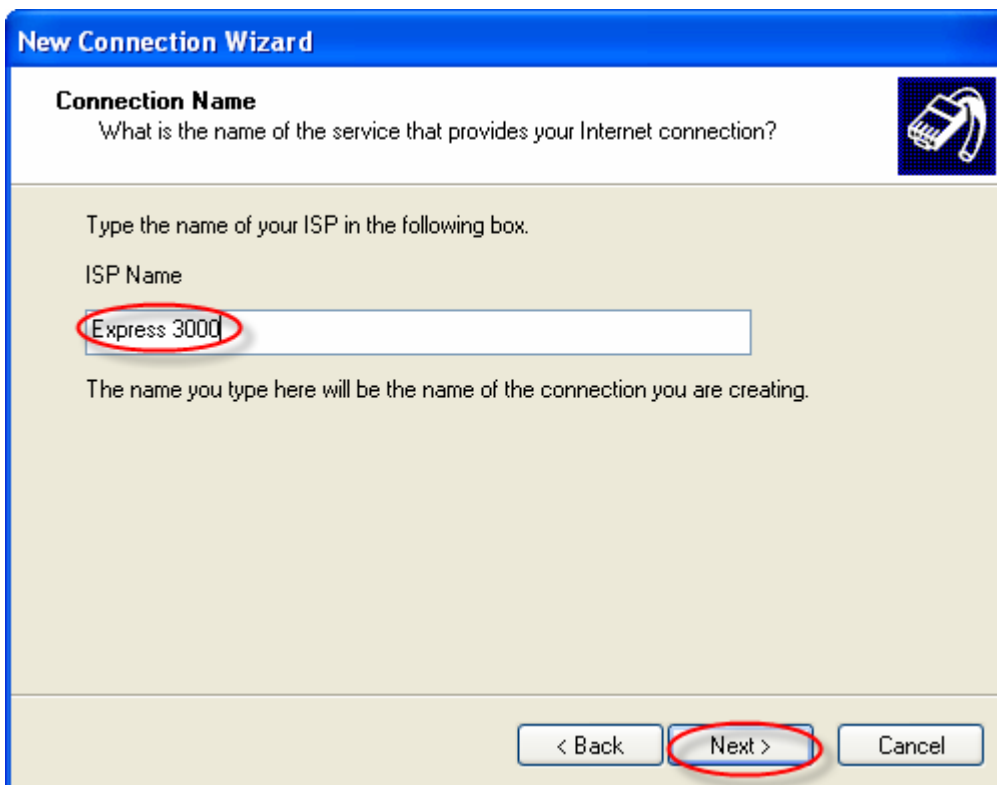 New Connection Wizard
Connection Name
What is the name of the service that provides your Internet connection?
Type the name of your ISP in the following box.
ISP Name
Express 3000
The name you type here will be the name of the connection you are creating.
< Back Next > Cancel